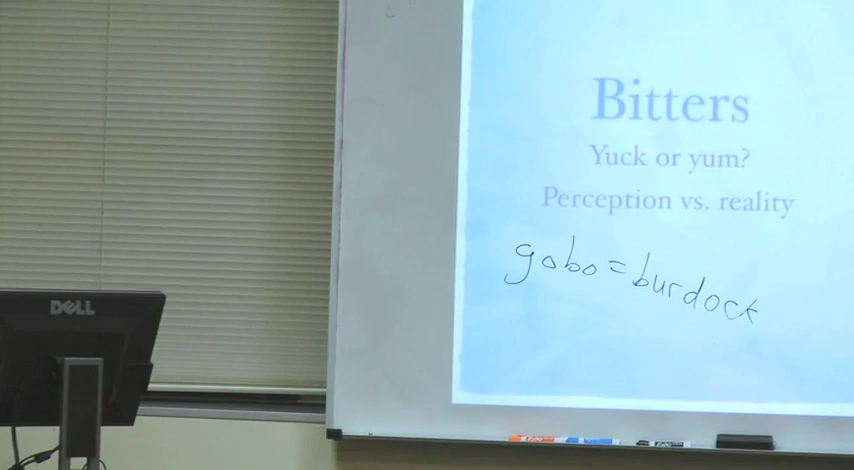 Bitters
Yuck or yum?
Perception vs. reality
gobo = burdock
DELL